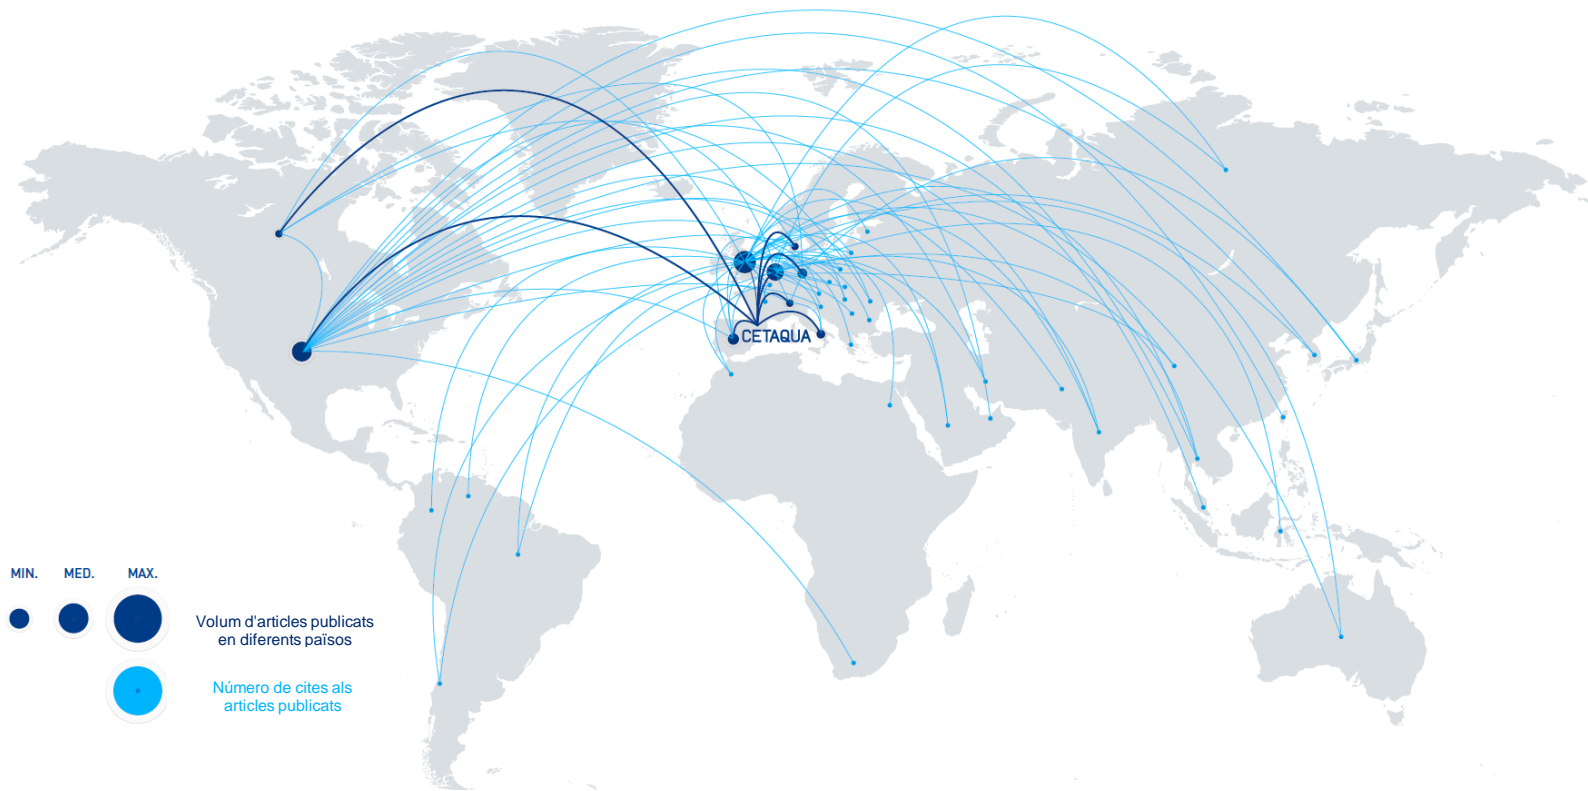 CETAQUA
MIN. MED. MAX.
Volum d'articles publicats
en diferents països
Número de cites als
articles publicats